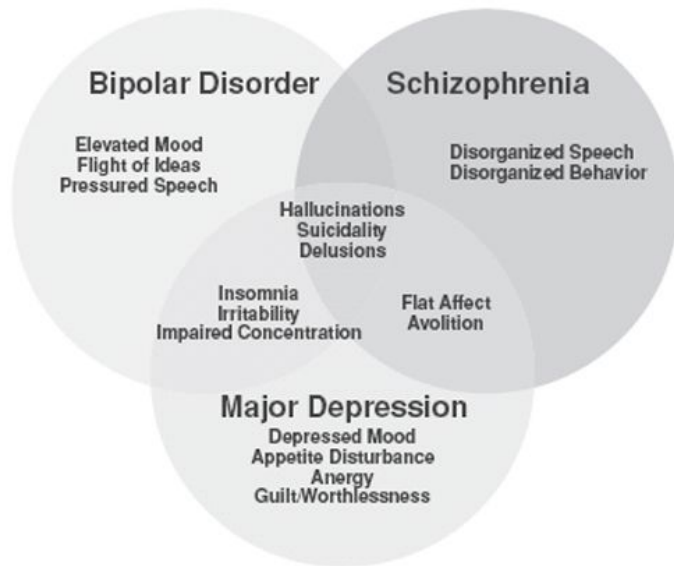 Bipolar Disorder
Schizophrenia
Elevated Mood
Flight of Ideas
Pressured Speech
Disorganized Speech
Disorganized Behavior
Hallucinations
Suicidality
Delusions
Insomnia
Irritability
Impaired Concentration
Flat Affect
Avolition
Major Depression
Depressed Mood
Appetite Disturbance
Anergy
Guilt/Worthlessness